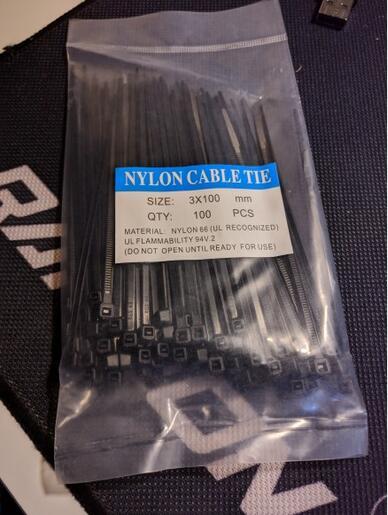 NYLON CABLE TIE
SIZE: 3X100 mm
QTY: 100 PCS
MATERIAL: NYLON 66 (UL RECOGNIZED)
UL FLAMMABILITY 94V.2
(DO NOT OPEN UNTIL READY FOR USE)